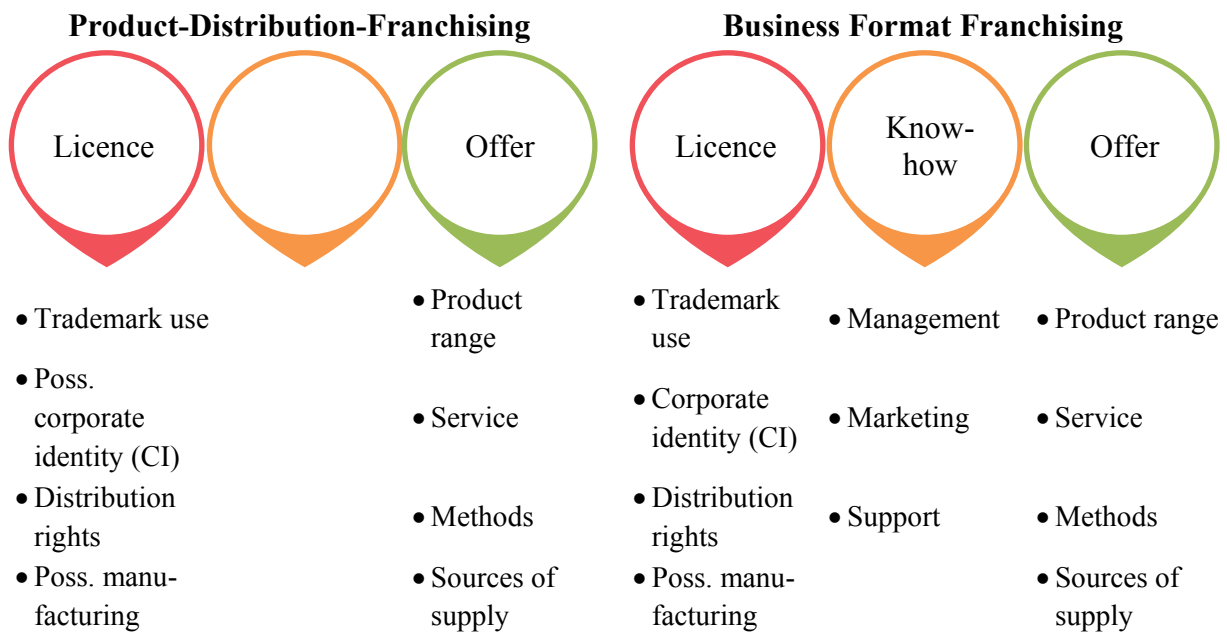 Product-Distribution-Franchising
Licence
Offer
• Trademark use
• Poss.
corporate
identity (CI)
• Distribution
rights
• Poss. manu-
facturing
• Product
range
• Service
• Methods
• Sources of
supply
Business Format Franchising
Licence
Know-
how
Offer
• Trademark
use
• Corporate
identity (CI)
• Distribution
rights
• Poss. manu-
facturing
• Management
• Marketing
• Support
• Product range
• Service
• Methods
• Sources of
supply